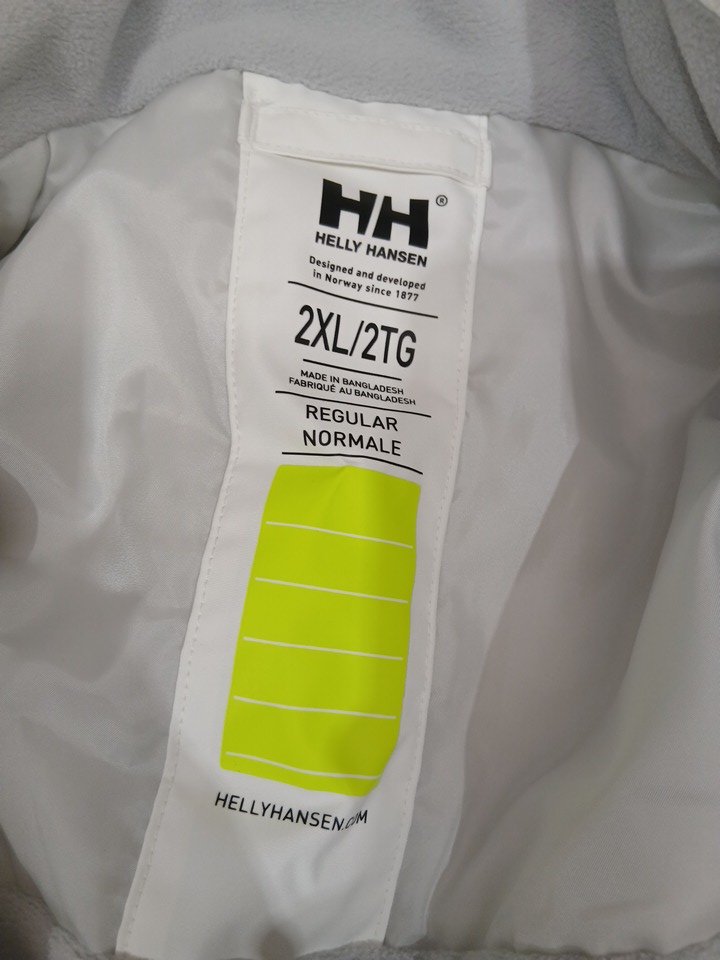 HH®
HELLY HANSEN
Designed and developed
in Norway since 1877
2XL/2TG
MADE IN BANGLADESH
FABRIQUÉ AU BANGLADESH
REGULAR
NORMALE
HELLYHANSEN.COM